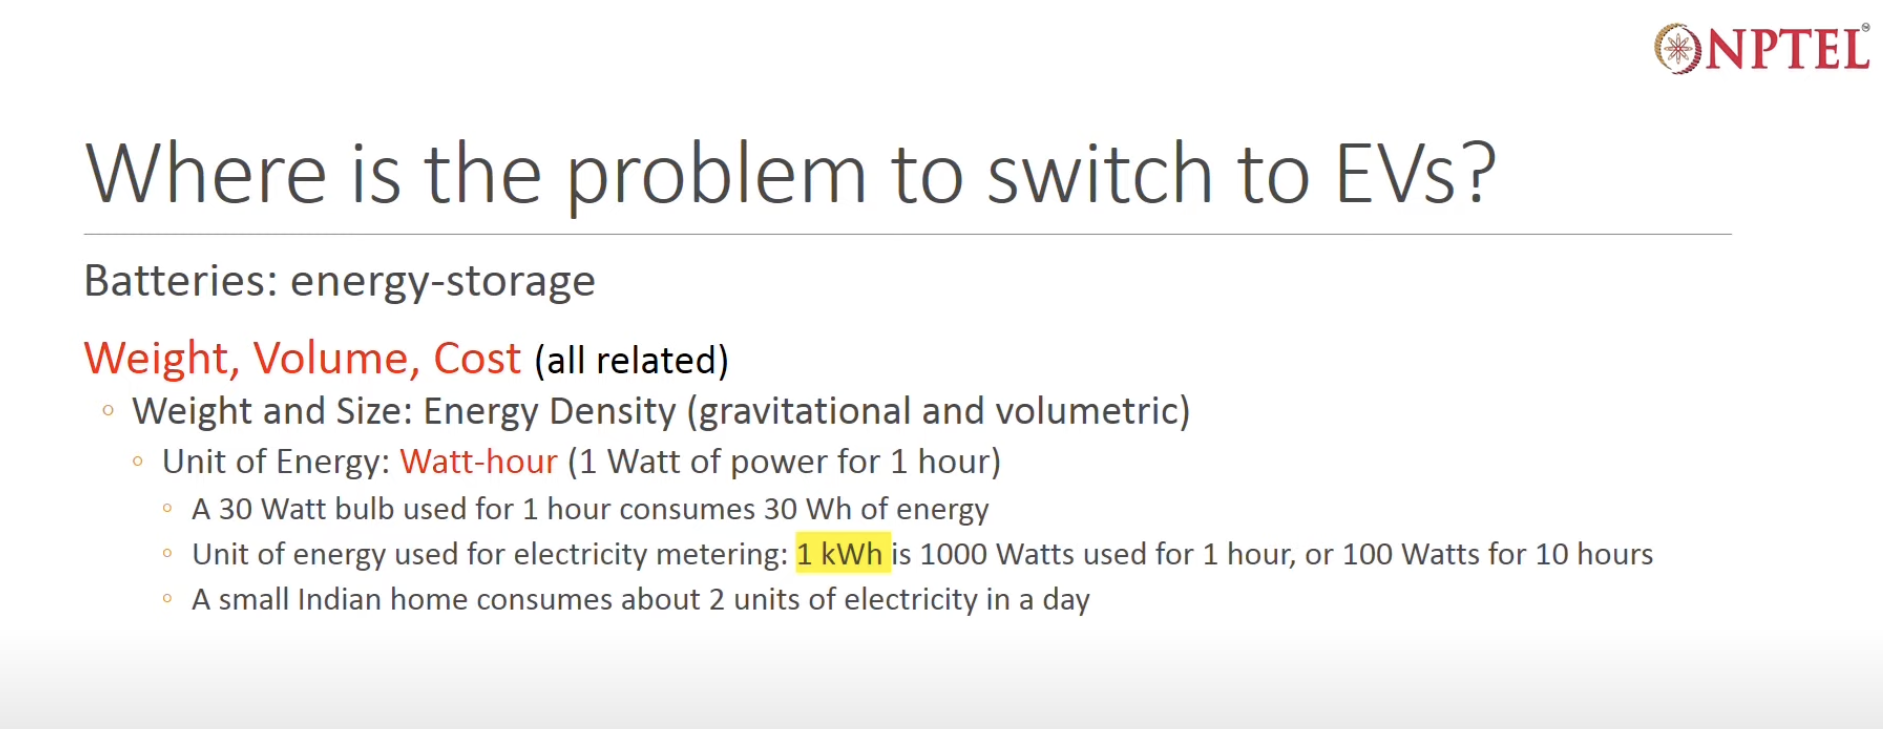 NPTEL
Where is the problem to switch to EVs?
Batteries: energy-storage
Weight, Volume, Cost (all related)
◦ Weight and Size: Energy Density (gravitational and volumetric)
◦ Unit of Energy: Watt-hour (1 Watt of power for 1 hour)
◦ A 30 Watt bulb used for 1 hour consumes 30 Wh of energy
◦ Unit of energy used for electricity metering: 1 kWh is 1000 Watts used for 1 hour, or 100 Watts for 10 hours
◦ A small Indian home consumes about 2 units of electricity in a day